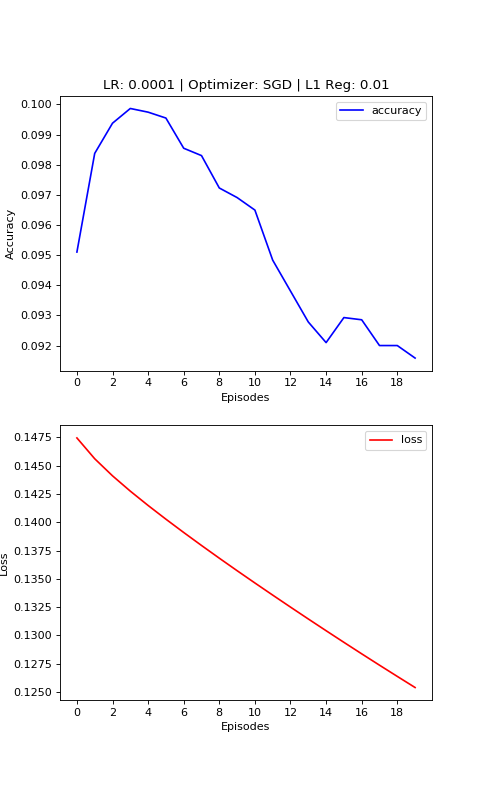 LR: 0.0001 | Optimizer: SGD | L1 Reg: 0.01
accuracy
0.100
0.099
0.098
0.097
0.096
0.095
0.094
0.093
0.092
Accuracy
0 2 4 6 8 10 12 14 16 18
Episodes
loss
0.1475
0.1450
0.1425
0.1400
0.1375
0.1350
0.1325
0.1300
0.1275
0.1250
Loss
0 2 4 6 8 10 12 14 16 18
Episodes